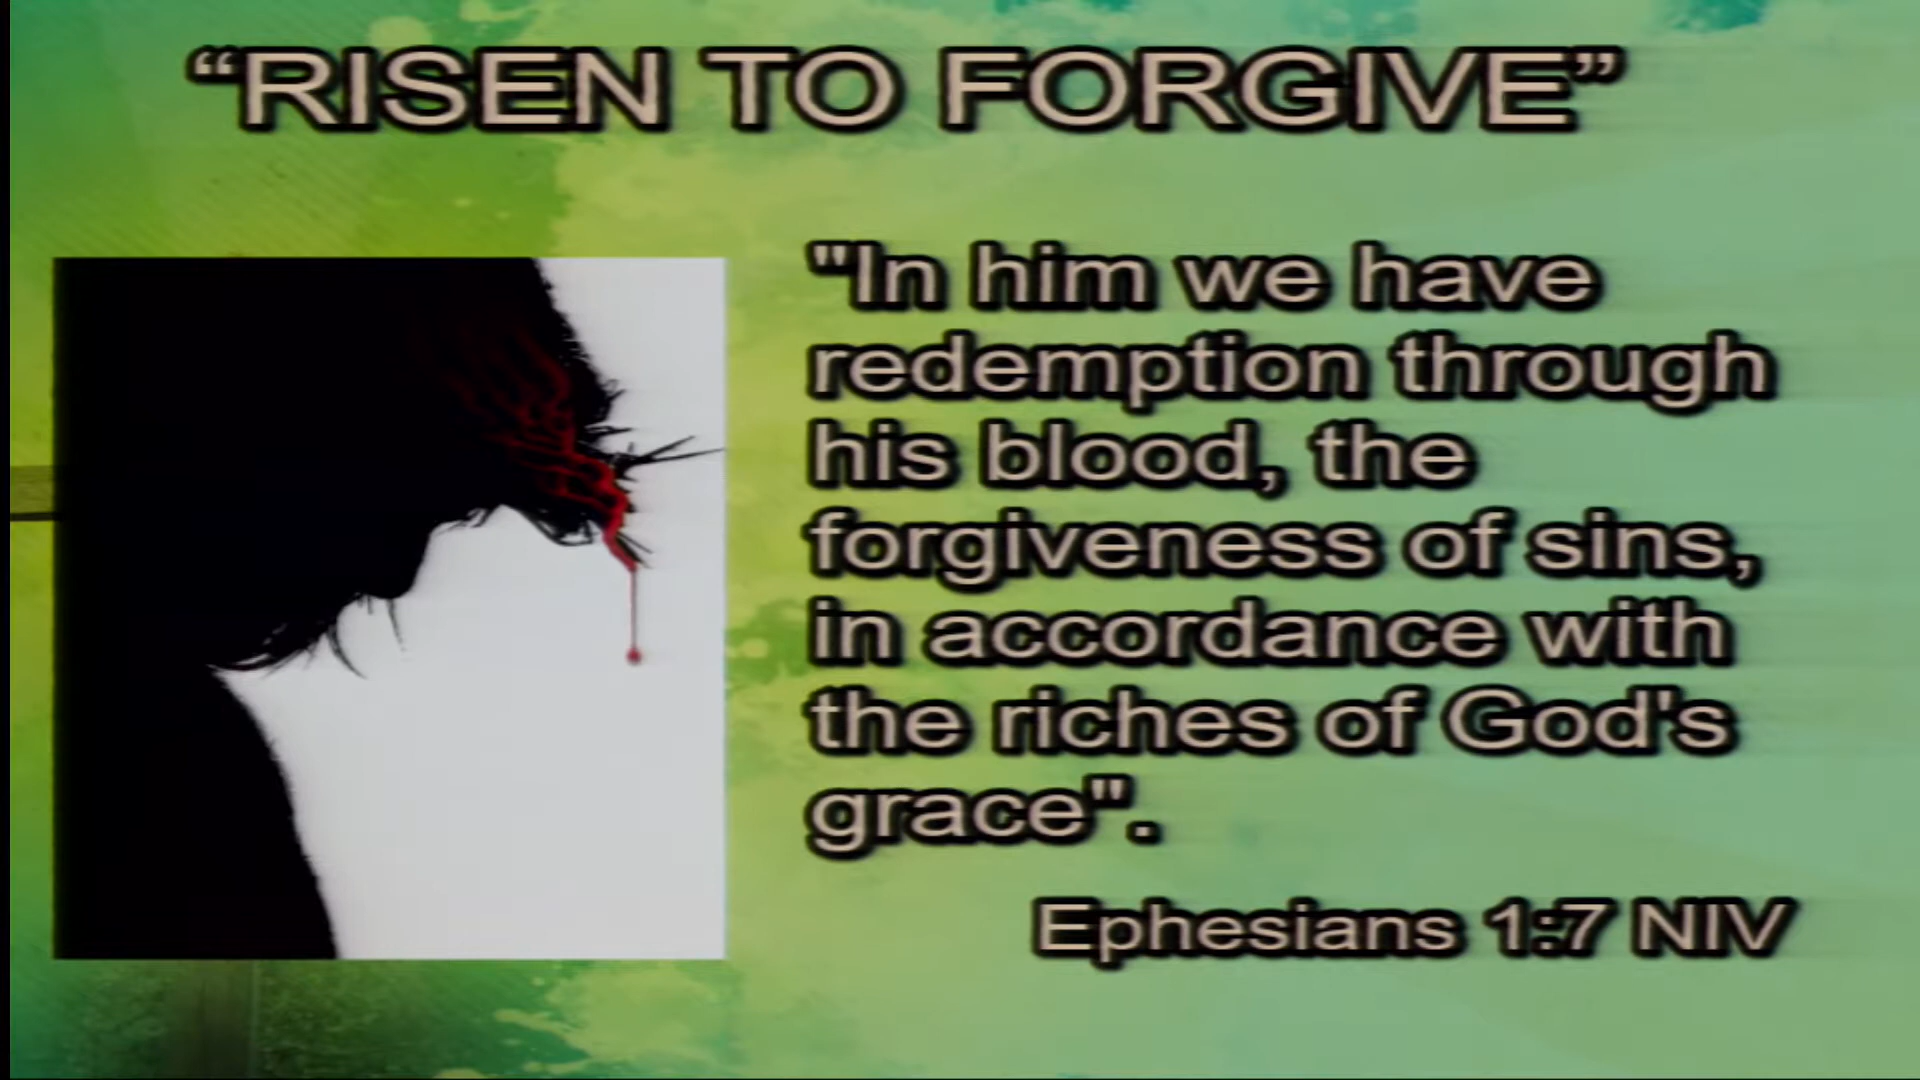 “RISEN TO FORGIVE”
"In him we have
redemption through
his blood, the
forgiveness of sins,
in accordance with
the riches of God's
grace".
Ephesians 1:7 NIV